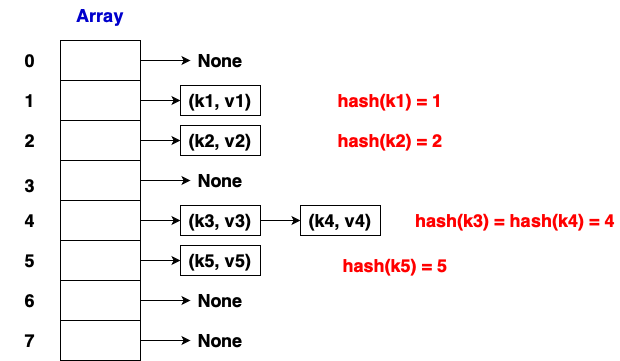 Array
0 None
1 (k1, v1) hash(k1) = 1
2 (k2, v2) hash(k2) = 2
3 None
4 (k3, v3) (k4, v4) hash(k3) = hash(k4) = 4
5 (k5, v5) hash(k5) = 5
6 None
7 None